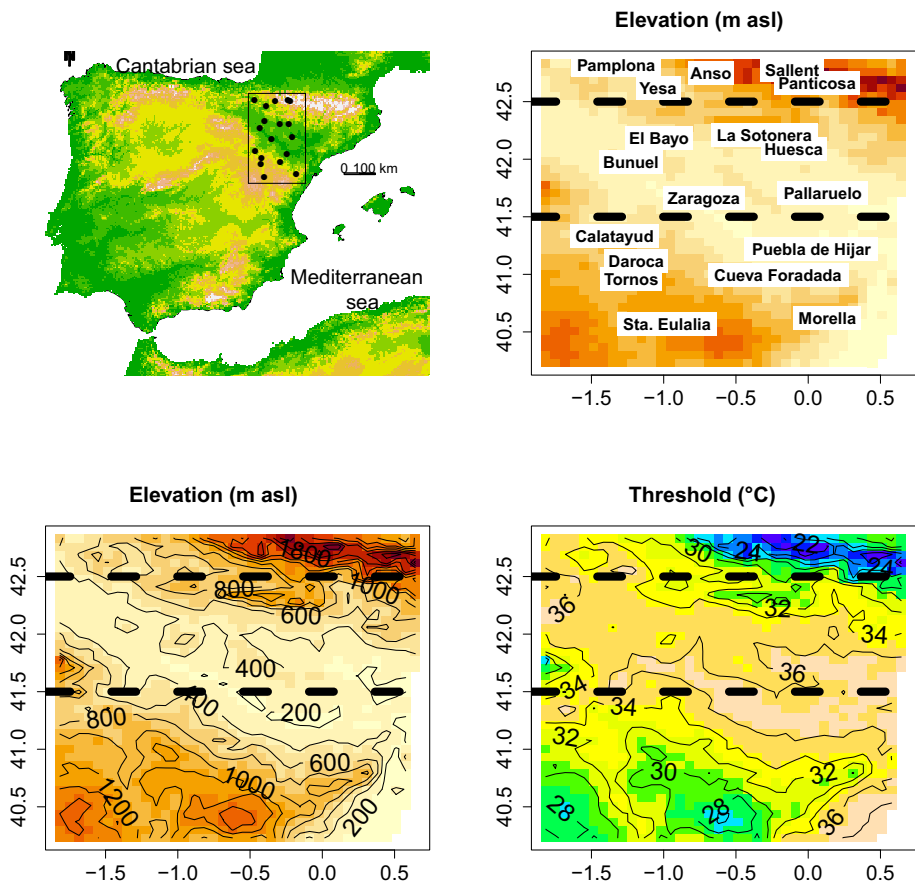 Cantabrian sea
0 100 km
Mediterranean
sea
Elevation (m asl)
Pamplona
Anso
Sallent
Yesa
Panticosa
El Bayo
La Sotonera
Huesca
Bunuel
Zaragoza
Pallaruelo
Calatayud
Puebla de Hijar
Daroca
Cueva Foradada
Tornos
Sta. Eulalia
Morella
42.5
42.0
41.5
41.0
40.5
−1.5 −1.0 −0.5 0.0 0.5
Elevation (m asl)
1800
1000
800
600
400
400
200
800
600
1000
1200
200
42.5
42.0
41.5
41.0
40.5
−1.5 −1.0 −0.5 0.0 0.5
Threshold (°C)
30
24
22
24
36
32
34
36
34
34
32
30
32
28
28
36
42.5
42.0
41.5
41.0
40.5
−1.5 −1.0 −0.5 0.0 0.5